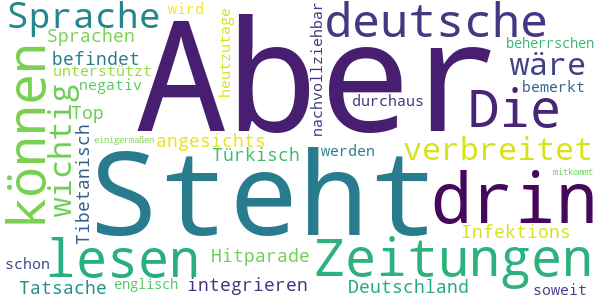 Sprache
wird
Aber
deutsche
Sprachen
heutzutage
nachvollziehbar
beherrschen
befindet
wäre
können
unterstützt
negativ
bemerkt
Wichtig
Top
durchaus
Die
Tibetanisch
einigermaßen
angesichts
Türkisch
werden
verbreitet
Steht
drin
mitkommt
lesen
Zeitungen
Infektions
Hitparade
schon
Tatsache
englisch
integrieren
Deutschland
soweit